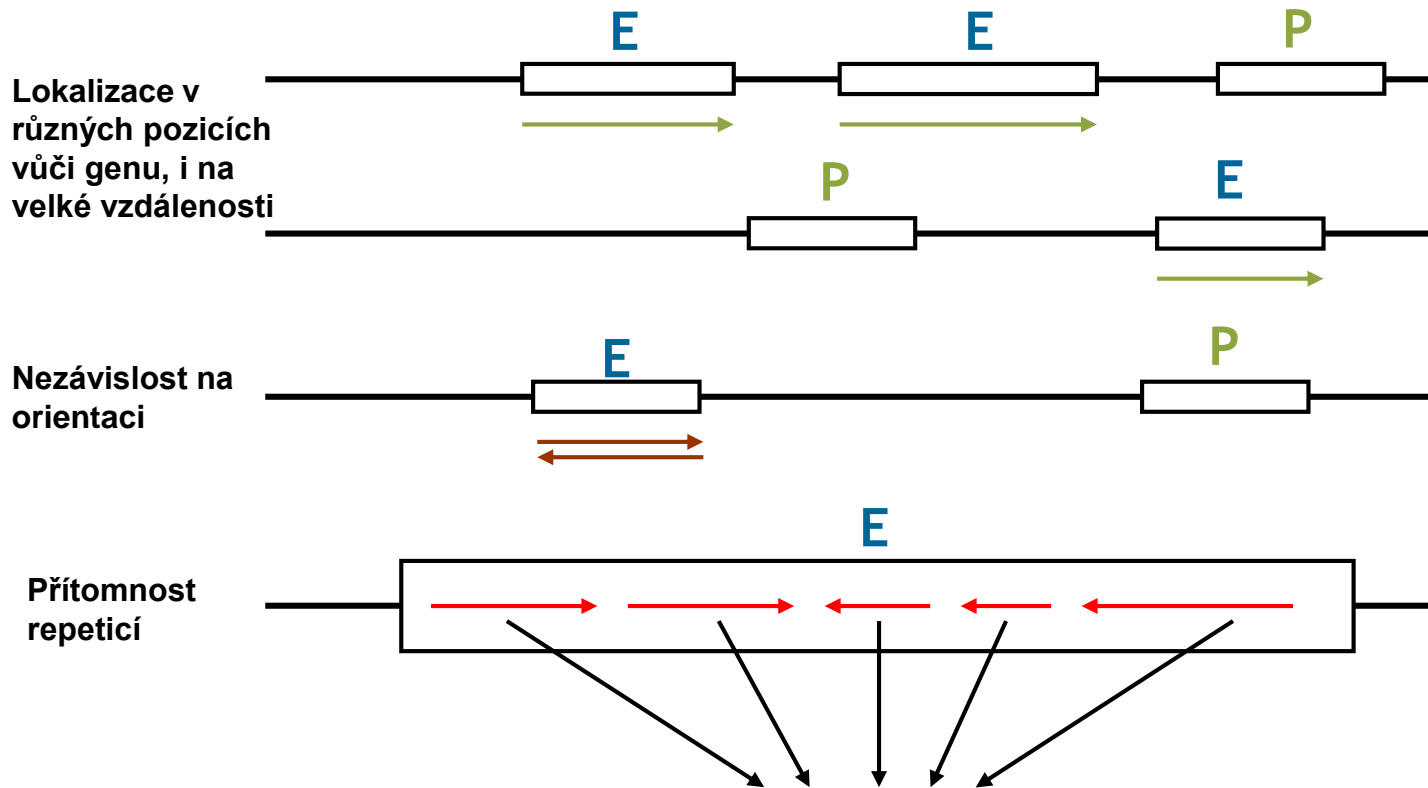 E E P
Lokalizace v
různých pozicích
vůči genu, i na
velké vzdálenosti
P E
Nezávislost na
orientaci
E P
E
Přítomnost
repeticí